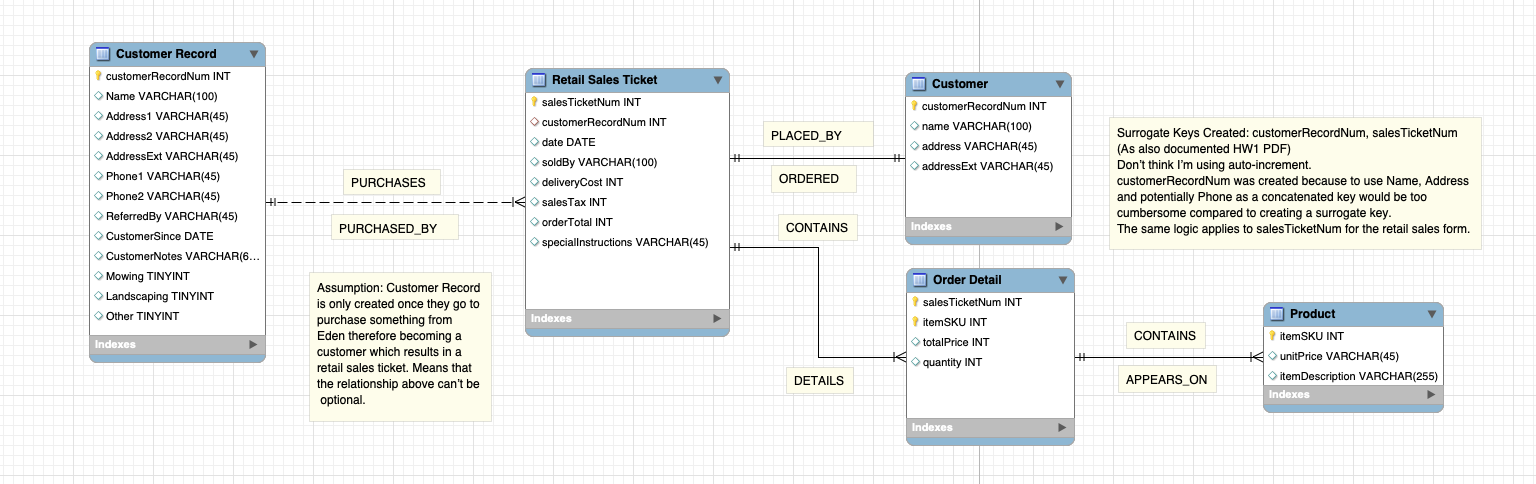 Customer Record
customerRecordNum INT
Name VARCHAR(100)
Address1 VARCHAR(45)
Address2 VARCHAR(45)
AddressExt VARCHAR(45)
Phone1 VARCHAR(45)
Phone2 VARCHAR(45)
ReferredBy VARCHAR(45)
CustomerSince DATE
CustomerNotes VARCHAR(6...
Mowing TINYINT
Landscaping TINYINT
Other TINYINT
Indexes
PURCHASES
PURCHASED_BY
Assumption: Customer Record
is only created once they go to
purchase something from
Eden therefore becoming a
customer which results in a
retail sales ticket. Means that
the relationship above can't be
optional.
Retail Sales Ticket
salesTicketNum INT
customerRecordNum INT
date DATE
soldBy VARCHAR(100)
deliveryCost INT
salesTax INT
orderTotal INT
specialInstructions VARCHAR(45)
Indexes
PLACED_BY
ORDERED
CONTAINS
DETAILS
Customer
customerRecordNum INT
name VARCHAR(100)
address VARCHAR(45)
addressExt VARCHAR(45)
Indexes
Order Detail
salesTicketNum INT
itemSKU INT
totalPrice INT
quantity INT
Indexes
Surrogate Keys Created: customerRecordNum, salesTicketNum
(As also documented HW1 PDF)
Don't think I'm using auto-increment.
customerRecordNum was created because to use Name, Address
and potentially Phone as a concatenated key would be too
cumbersome compared to creating a surrogate key.
The same logic applies to salesTicketNum for the retail sales form.
CONTAINS
APPEARS_ON
Product
itemSKU INT
unitPrice VARCHAR(45)
itemDescription VARCHAR(255)
Indexes